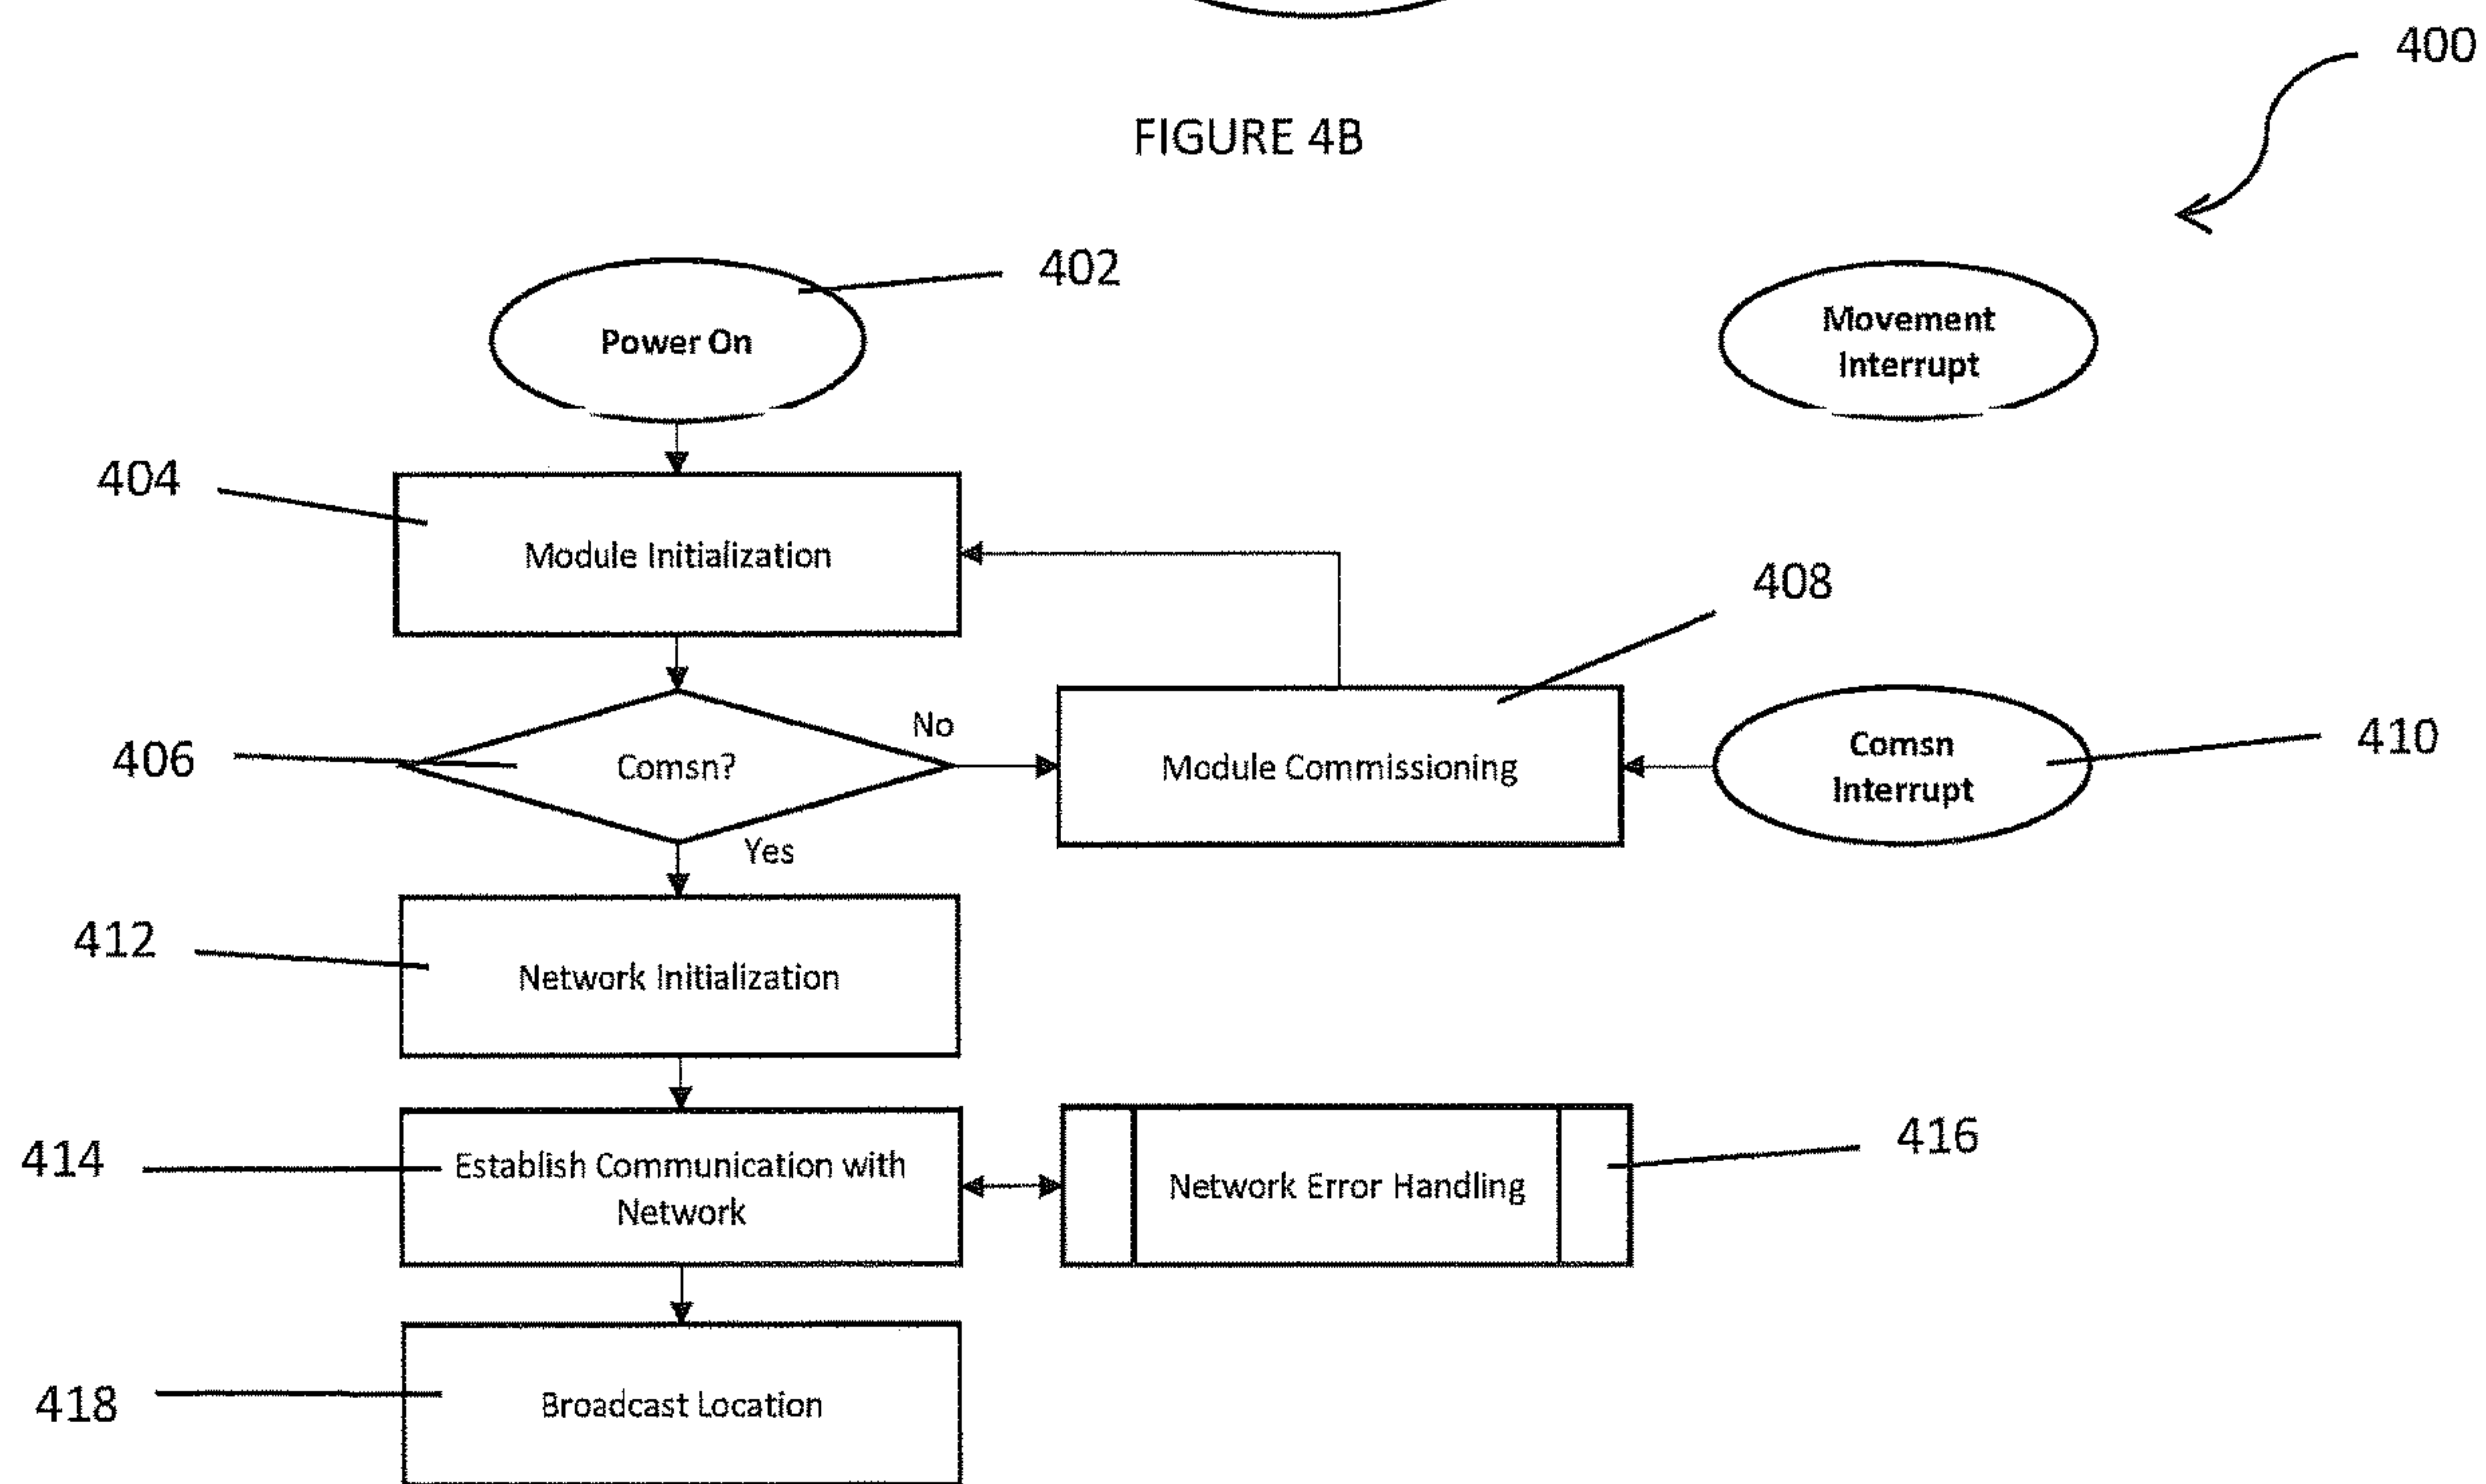 400
FIGURE 4B
402
Power On
Movement
Interrupt
404
Module Initialization
408
No
406
Comsn?
Module Commissioning
Comsn
Interrupt
410
Yes
412
Network Initialization
414
Establish Communication with
Network
Network Error Handling
416
418
Broadcast Location